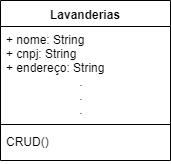 Lavanderias
+ nome: String
+ cnpj: String
+ endereço: String
.
.
.
CRUD()